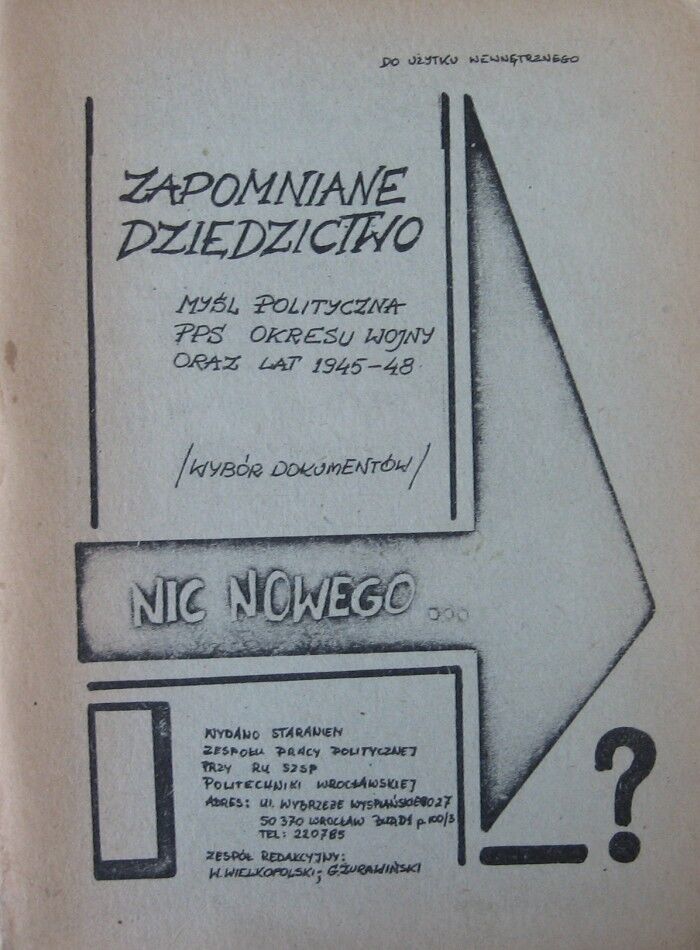 DO UŻYTKU WEWNĘTRZNEGO
ZAPOMNIANE
DZIEDZICTWO
MYŚL POLITYCZNA
PPS OKRESU WOJNY
ORAZ LAT 1945-48
/WYBÓR DOKUMENTÓW/
NIC NOWEGO ...
?
WYDANO STARANIEM
ZESPOŁU PRACY POLITYCZNEJ
PRZY RU SZSP
POLITECHNIKI WROCŁAWSKIEJ
ADRES: UL. WYBRZEŻE WYSPIAŃSKIEGO 27
50 370 WROCŁAW p. 100/3
TEL: 220785
ZESPÓŁ REDAKCYJNY:
W. WIELKOPOLSKI; G. ŻURAWIŃSKI